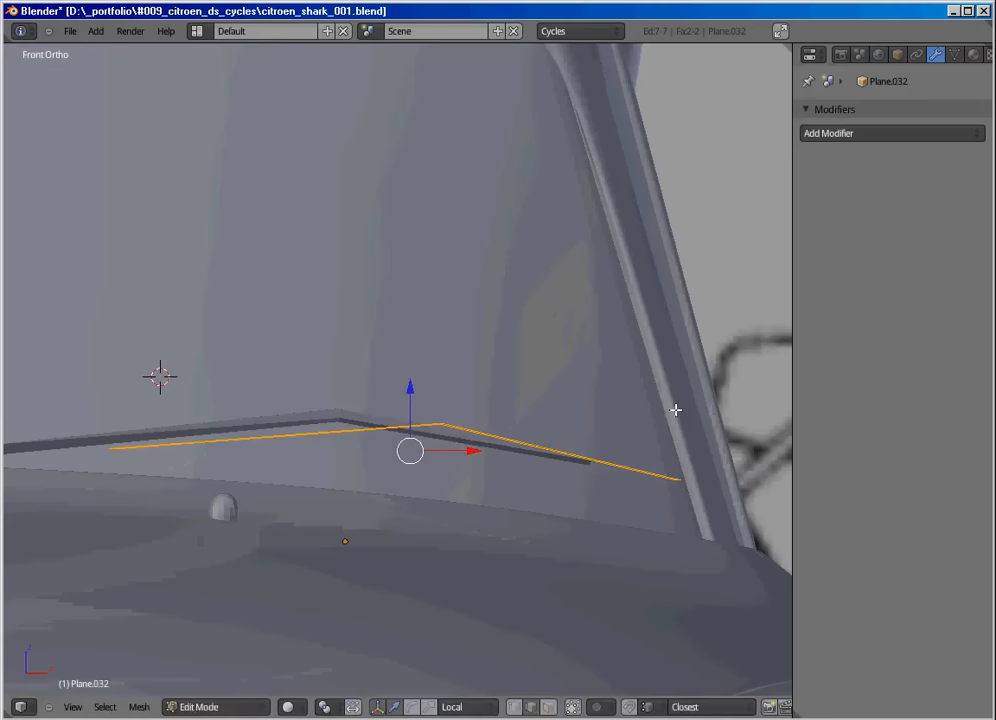 Blender* [D:\_portfolio\#009_citroen_ds_cycles\citroen_shark_001.blend]
File Add Render Help Default Scene Cycles Ed:7-7 | Fa:2-2 | Plane.032
Front Ortho
Plane.032
Modifiers
Add Modifier
(1) Plane.032
View Select Mesh Edit Mode Local Closest